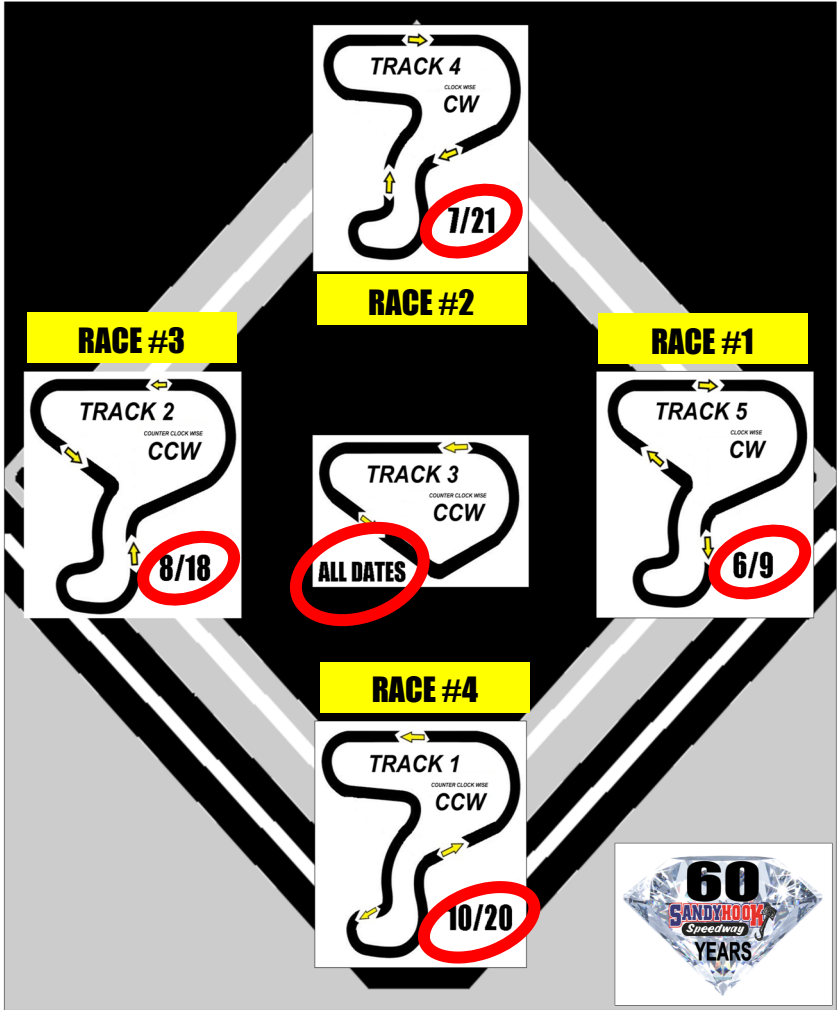 TRACK 4
CLOCK WISE
CW
7/21
RACE #2
RACE #3
TRACK 2
COUNTER CLOCK WISE
CCW
8/18
RACE #1
TRACK 5
CLOCK WISE
CW
6/9
TRACK 3
COUNTER CLOCK WISE
CCW
ALL DATES
RACE #4
TRACK 1
COUNTER CLOCK WISE
CCW
10/20
60
SANDYHOOK
Speedway
YEARS